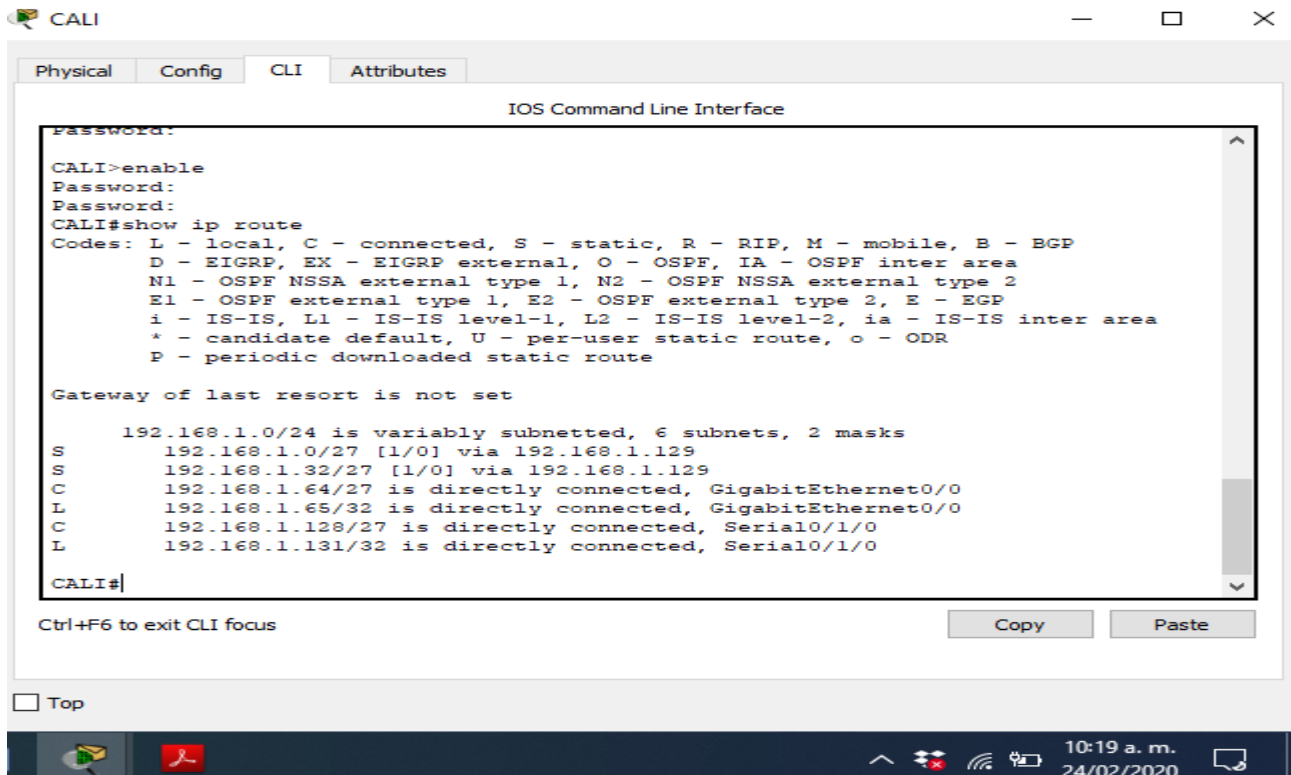 CALI
Physical Config CLI Attributes
IOS Command Line Interface
Password:
CALI>enable
Password:
Password:
CALI#show ip route
Codes: L - local, C - connected, S - static, R - RIP, M - mobile, B - BGP
D - EIGRP, EX - EIGRP external, O - OSPF, IA - OSPF inter area
N1 - OSPF NSSA external type 1, N2 - OSPF NSSA external type 2
E1 - OSPF external type 1, E2 - OSPF external type 2, E - EGP
i - IS-IS, L1 - IS-IS level-1, L2 - IS-IS level-2, ia - IS-IS inter area
* - candidate default, U - per-user static route, o - ODR
P - periodic downloaded static route
Gateway of last resort is not set
192.168.1.0/24 is variably subnetted, 6 subnets, 2 masks
S 192.168.1.0/27 [1/0] via 192.168.1.129
S 192.168.1.32/27 [1/0] via 192.168.1.129
C 192.168.1.64/27 is directly connected, GigabitEthernet0/0
L 192.168.1.65/32 is directly connected, GigabitEthernet0/0
C 192.168.1.128/27 is directly connected, Serial0/1/0
L 192.168.1.131/32 is directly connected, Serial0/1/0
CALI#
Ctrl+F6 to exit CLI focus
Copy Paste
Top
10:19 a. m.
24/02/2020